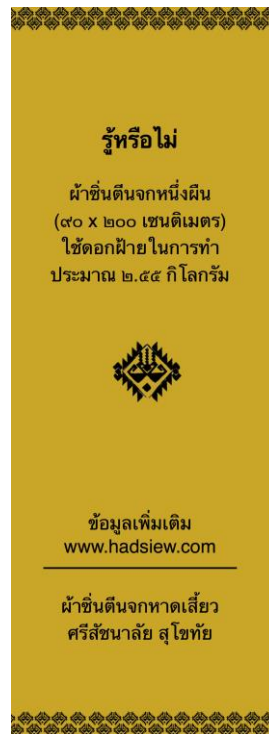 รู้หรือไม่
ผ้าซิ่นตีนจกหนึ่งผืน
(๙๐ x ๒๐๐ เซนติเมตร)
ใช้ดอกฝ้ายในการทำ
ประมาณ ๒.๕๕ กิโลกรัม
ข้อมูลเพิ่มเติม
www.hadsiew.com
ผ้าซิ่นตีนจกหาดเสี้ยว
ศรีสัชนาลัย สุโขทัย